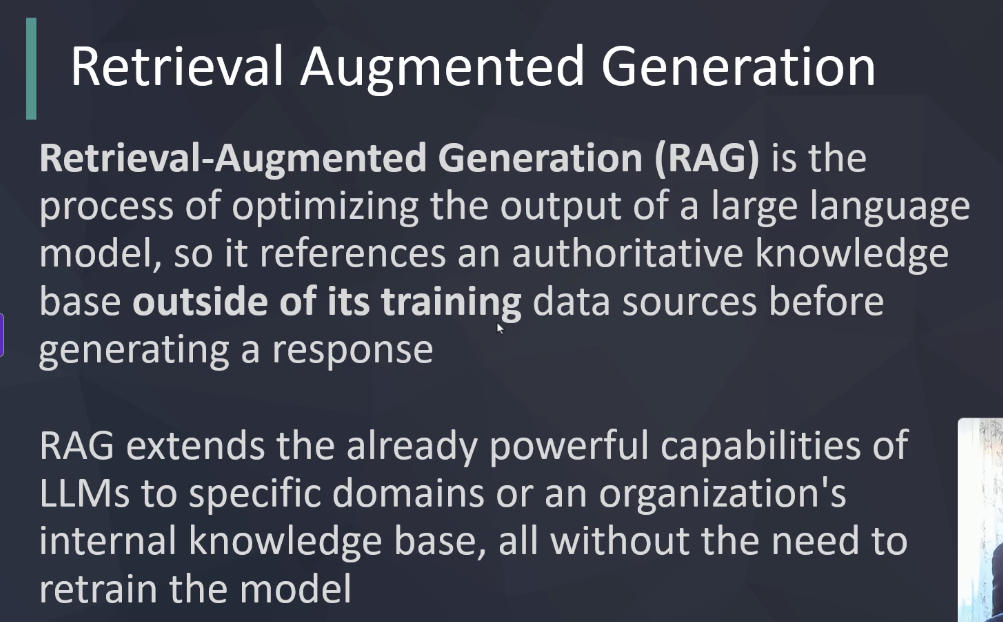 Retrieval Augmented Generation
Retrieval-Augmented Generation (RAG) is the
process of optimizing the output of a large language
model, so it references an authoritative knowledge
base outside of its training data sources before
generating a response
RAG extends the already powerful capabilities of
LLMs to specific domains or an organization's
internal knowledge base, all without the need to
retrain the model